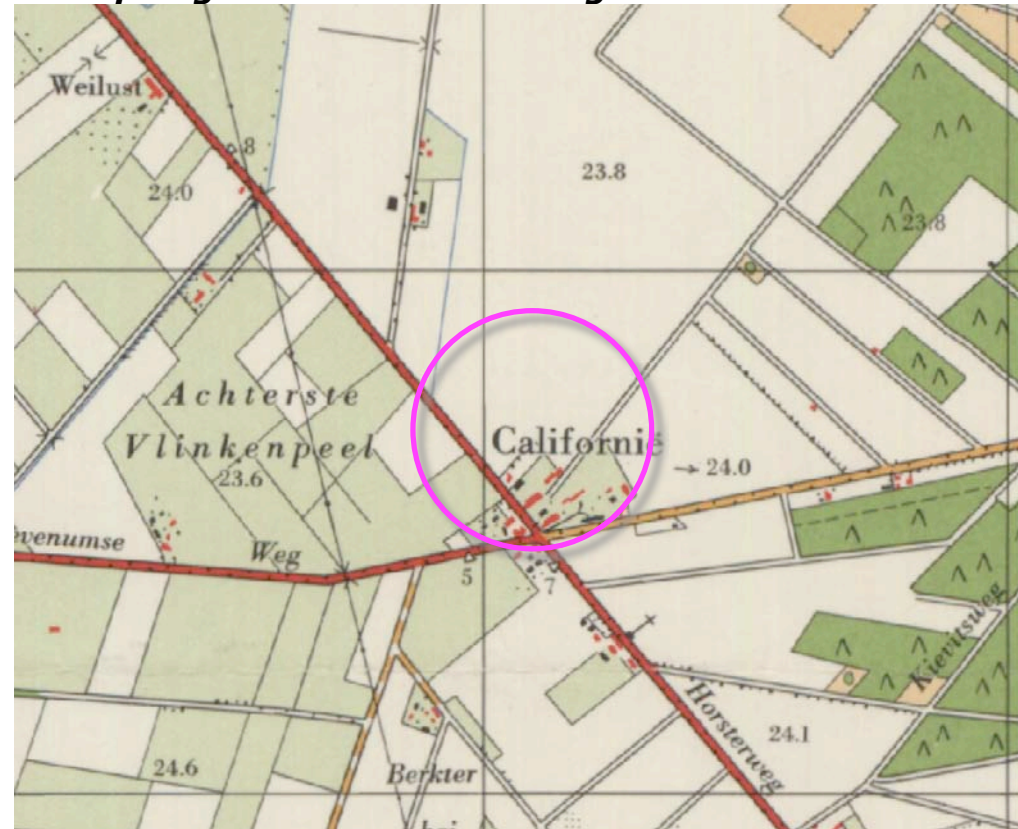 Weilust
8
24.0
23.8
23.8
Achterste
Vlinkenpeel
23.6
Californië
24.0
evenumse
Weg
5
7
Kievitsweg
Horsterweg
24.1
24.6
Berkter